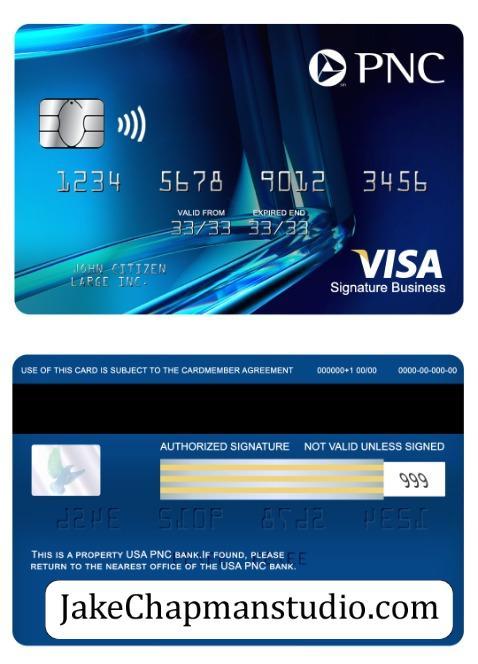 PNC
1234 5678 9012 3456
VALID FROM EXPIRED END
33/33 33/33
JOHN CITIZEN
LARGE INC.
VISA
Signature Business
USE OF THIS CARD IS SUBJECT TO THE CARDMEMBER AGREEMENT 000000+1 00/00 0000-00-000-00
AUTHORIZED SIGNATURE NOT VALID UNLESS SIGNED
999
THIS IS A PROPERTY USA PNC BANK.IF FOUND, PLEASE
RETURN TO THE NEAREST OFFICE OF THE USA PNC BANK.
JakeChapmanstudio.com